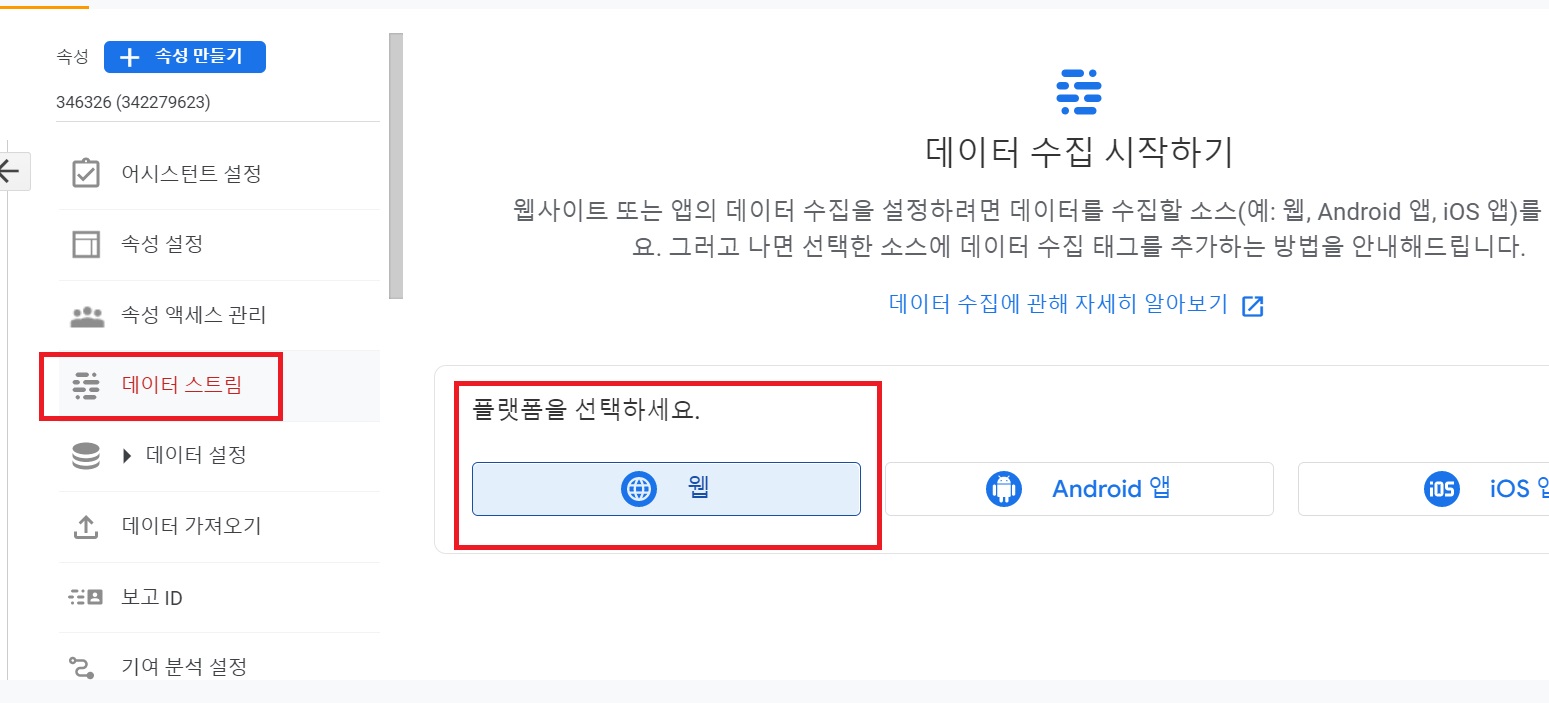 속성
속성 만들기
346326 (342279623)
어시스턴트 설정
속성 설정
속성 액세스 관리
데이터 스트림
데이터 설정
데이터 가져오기
보고 ID
기여 분석 설정
데이터 수집 시작하기
웹사이트 또는 앱의 데이터 수집을 설정하려면 데이터를 수집할 소스(예: 웹, Android 앱, iOS 앱)를
요. 그러고 나면 선택한 소스에 데이터 수집 태그를 추가하는 방법을 안내해드립니다.
데이터 수집에 관해 자세히 알아보기
플랫폼을 선택하세요.
웹
Android 앱
iOS
iOS